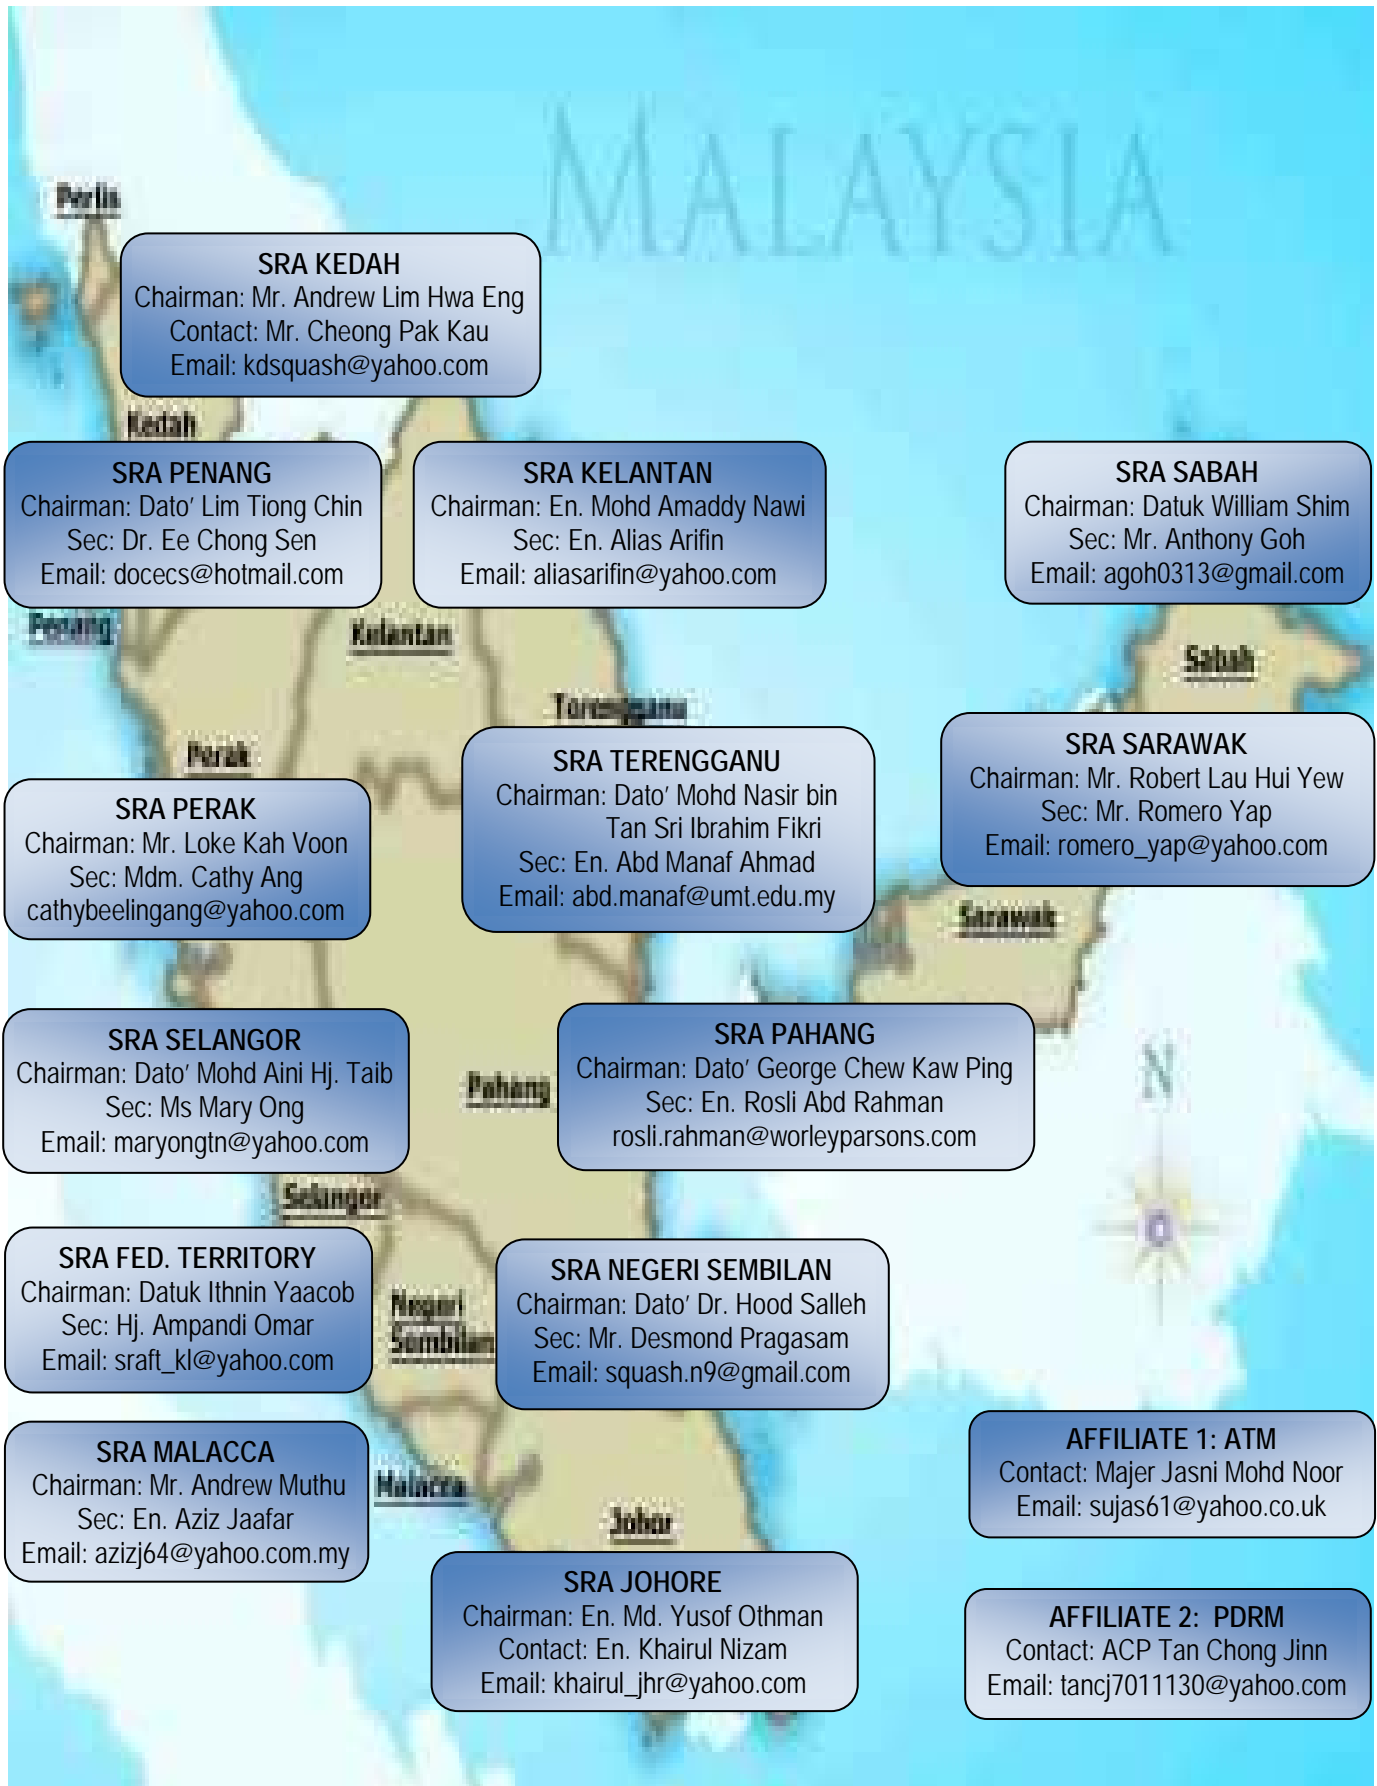 MALAYSIA
Perlis
SRA KEDAH
Chairman: Mr. Andrew Lim Hwa Eng
Contact: Mr. Cheong Pak Kau
Email: kdsquash@yahoo.com
Kedah
SRA PENANG
Chairman: Dato’ Lim Tiong Chin
Sec: Dr. Ee Chong Sen
Email: docecs@hotmail.com
SRA KELANTAN
Chairman: En. Mohd Amaddy Nawi
Sec: En. Alias Arifin
Email: aliasarifin@yahoo.com
SRA SABAH
Chairman: Datuk William Shim
Sec: Mr. Anthony Goh
Email: agoh0313@gmail.com
Penang
Kelantan
Sabah
Terengganu
Perak
SRA TERENGGANU
Chairman: Dato’ Mohd Nasir bin
Tan Sri Ibrahim Fikri
Sec: En. Abd Manaf Ahmad
Email: abd.manaf@umt.edu.my
SRA SARAWAK
Chairman: Mr. Robert Lau Hui Yew
Sec: Mr. Romero Yap
Email: romero_yap@yahoo.com
SRA PERAK
Chairman: Mr. Loke Kah Voon
Sec: Mdm. Cathy Ang
cathybeelingang@yahoo.com
Sarawak
SRA SELANGOR
Chairman: Dato’ Mohd Aini Hj. Taib
Sec: Ms Mary Ong
Email: maryongtn@yahoo.com
Pahang
SRA PAHANG
Chairman: Dato’ George Chew Kaw Ping
Sec: En. Rosli Abd Rahman
rosli.rahman@worleyparsons.com
N
Selangor
SRA FED. TERRITORY
Chairman: Datuk Ithnin Yaacob
Sec: Hj. Ampandi Omar
Email: sraft_kl@yahoo.com
Negeri
Sembilan
SRA NEGERI SEMBILAN
Chairman: Dato’ Dr. Hood Salleh
Sec: Mr. Desmond Pragasam
Email: squash.n9@gmail.com
SRA MALACCA
Chairman: Mr. Andrew Muthu
Sec: En. Aziz Jaafar
Email: azizj64@yahoo.com.my
Malacca
Johor
AFFILIATE 1: ATM
Contact: Majer Jasni Mohd Noor
Email: sujas61@yahoo.co.uk
SRA JOHORE
Chairman: En. Md. Yusof Othman
Contact: En. Khairul Nizam
Email: khairul_jhr@yahoo.com
AFFILIATE 2: PDRM
Contact: ACP Tan Chong Jinn
Email: tancj7011130@yahoo.com